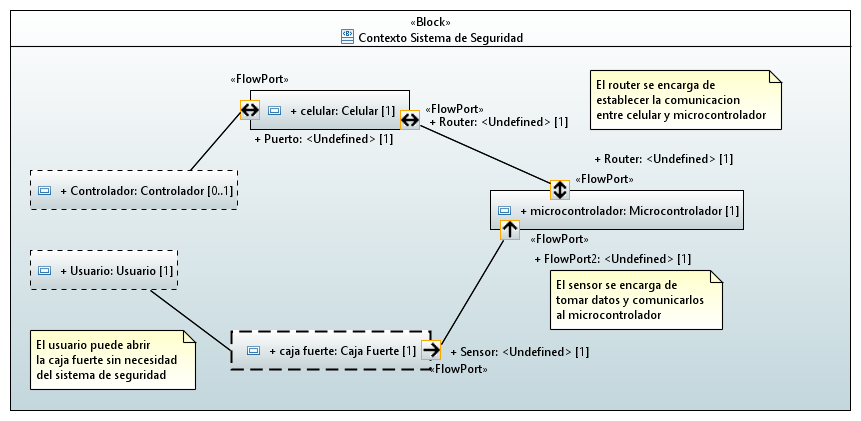 «Block»
Contexto Sistema de Seguridad
«FlowPort»
+ celular: Celular [1]
+ Puerto: <Undefined> [1]
«FlowPort»
+ Router: <Undefined> [1]
El router se encarga de
establecer la comunicacion
entre celular y microcontrolador
+ Controlador: Controlador [0..1]
+ Router: <Undefined> [1]
«FlowPort»
+ microcontrolador: Microcontrolador [1]
«FlowPort»
+ FlowPort2: <Undefined> [1]
+ Usuario: Usuario [1]
El sensor se encarga de
tomar datos y comunicarlos
al microcontrolador
El usuario puede abrir
la caja fuerte sin necesidad
del sistema de seguridad
+ caja fuerte: Caja Fuerte [1]
+ Sensor: <Undefined> [1]
«FlowPort»